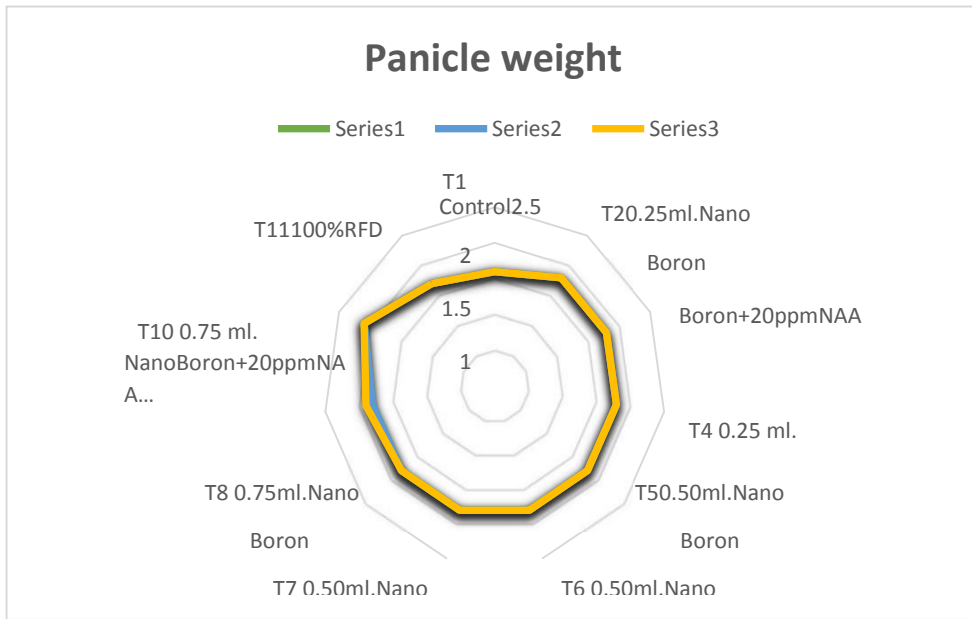 Panicle weight
Series1 Series2 Series3
T1
Control2.5
T20.25ml.Nano
Boron
Boron+20ppmNAA
T4 0.25 ml.
T50.50ml.Nano
Boron
T6 0.50ml.Nano
T7 0.50ml.Nano
T8 0.75ml.Nano
Boron
T10 0.75 ml.
NanoBoron+20ppmNA
A...
T11100%RFD
2
1.5
1